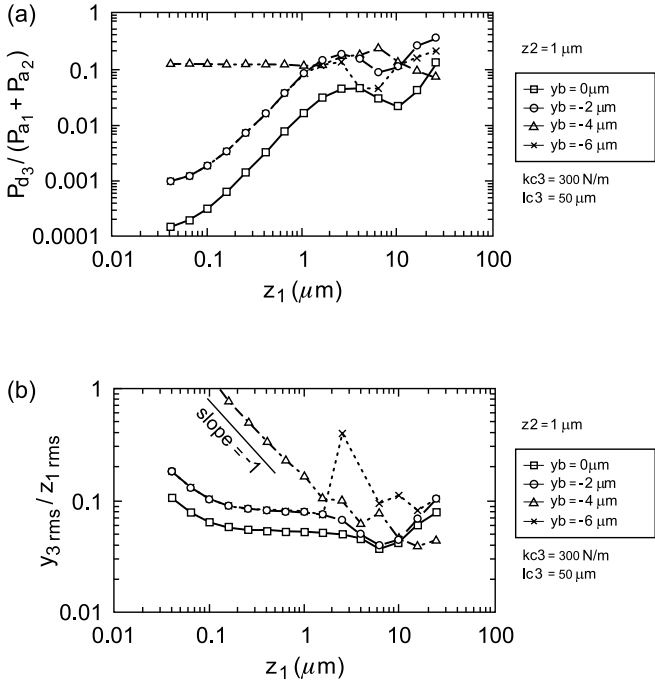 (a)
P_d3 / (P_a1 + P_a2)
1
0.1
0.01
0.001
0.0001
0.01 0.1 1 10 100
z_1 (μm)
z2 = 1 μm
yb = 0 μm
yb = -2 μm
yb = -4 μm
yb = -6 μm
kc3 = 300 N/m
lc3 = 50 μm
(b)
y_3 rms / z_1 rms
1
0.1
0.01
slope = -1
0.01 0.1 1 10 100
z_1 (μm)
z2 = 1 μm
yb = 0μm
yb = -2 μm
yb = -4 μm
yb = -6 μm
kc3 = 300 N/m
lc3 = 50 μm